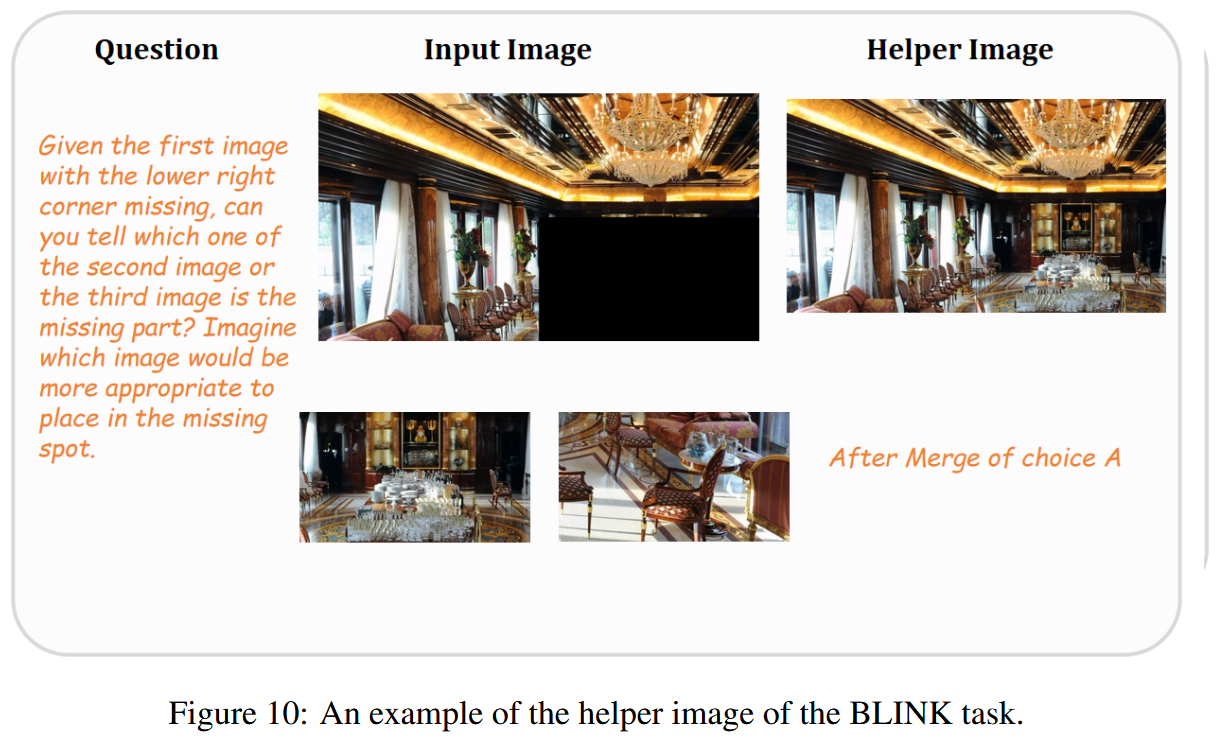 Question
Input Image
Helper Image
Given the first image
with the lower right
corner missing, can
you tell which one of
the second image or
the third image is the
missing part? Imagine
which image would be
more appropriate to
place in the missing
spot.
After Merge of choice A
Figure 10: An example of the helper image of the BLINK task.